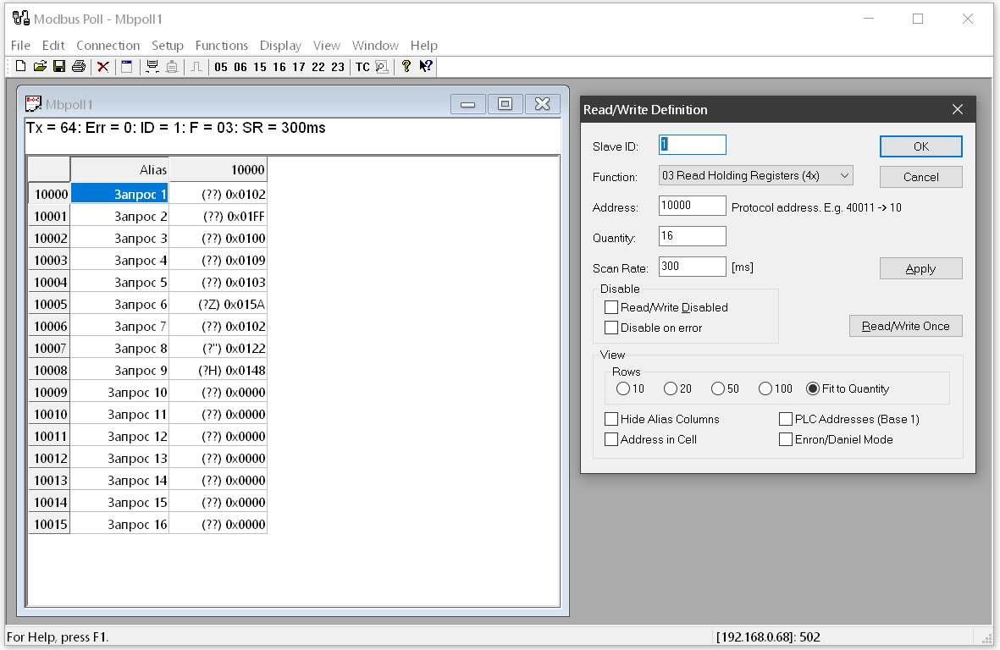 Modbus Poll - Mbpoll1
File Edit Connection Setup Functions Display View Window Help
05 06 15 16 17 22 23 TC
Mbpoll1
Tx = 64: Err = 0: ID = 1: F = 03: SR = 300ms
Alias 10000
10000 Запрос 1 (??) 0x0102
10001 Запрос 2 (??) 0x01FF
10002 Запрос 3 (??) 0x0100
10003 Запрос 4 (??) 0x0109
10004 Запрос 5 (??) 0x0103
10005 Запрос 6 (?Z) 0x015A
10006 Запрос 7 (??) 0x0102
10007 Запрос 8 (?") 0x0122
10008 Запрос 9 (?H) 0x0148
10009 Запрос 10 (??) 0x0000
10010 Запрос 11 (??) 0x0000
10011 Запрос 12 (??) 0x0000
10012 Запрос 13 (??) 0x0000
10013 Запрос 14 (??) 0x0000
10014 Запрос 15 (??) 0x0000
10015 Запрос 16 (??) 0x0000
Read/Write Definition
Slave ID: 1 OK
Function: 03 Read Holding Registers (4x) Cancel
Address: 10000 Protocol address. E.g. 40011 -> 10
Quantity: 16
Scan Rate: 300 [ms] Apply
Disable
Read/Write Disabled
Disable on error Read/Write Once
View
Rows
10 20 50 100 Fit to Quantity
Hide Alias Columns PLC Addresses (Base 1)
Address in Cell Enron/Daniel Mode
For Help, press F1. [192.168.0.68]: 502